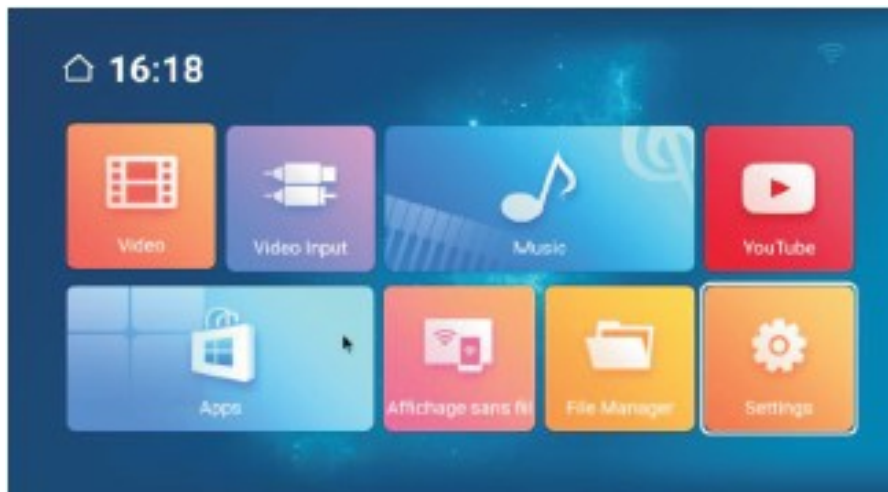 16:18
Video
Video Input
Music
YouTube
Apps
Affichage sans fil
File Manager
Settings